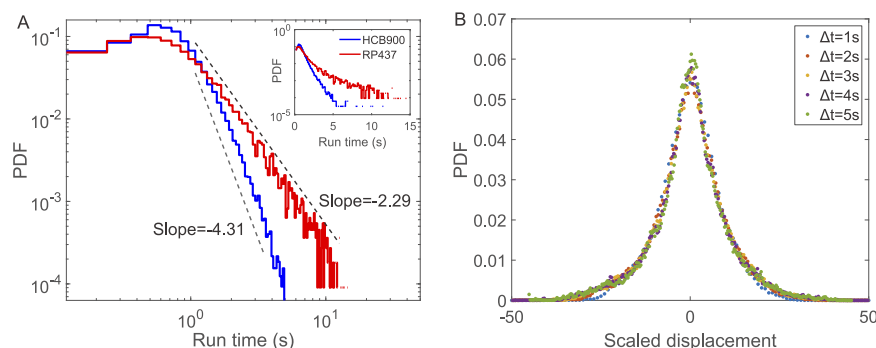 A
PDF
10⁻¹
10⁻²
10⁻³
10⁻⁴
10⁰
10¹
Run time (s)
Slope=-4.31
Slope=-2.29
HCB900
RP437
PDF
10⁰
10⁻⁵
0
5
10
15
Run time (s)
B
PDF
0.07
0.06
0.05
0.04
0.03
0.02
0.01
0
-50
0
50
Scaled displacement
Δt=1s
Δt=2s
Δt=3s
Δt=4s
Δt=5s